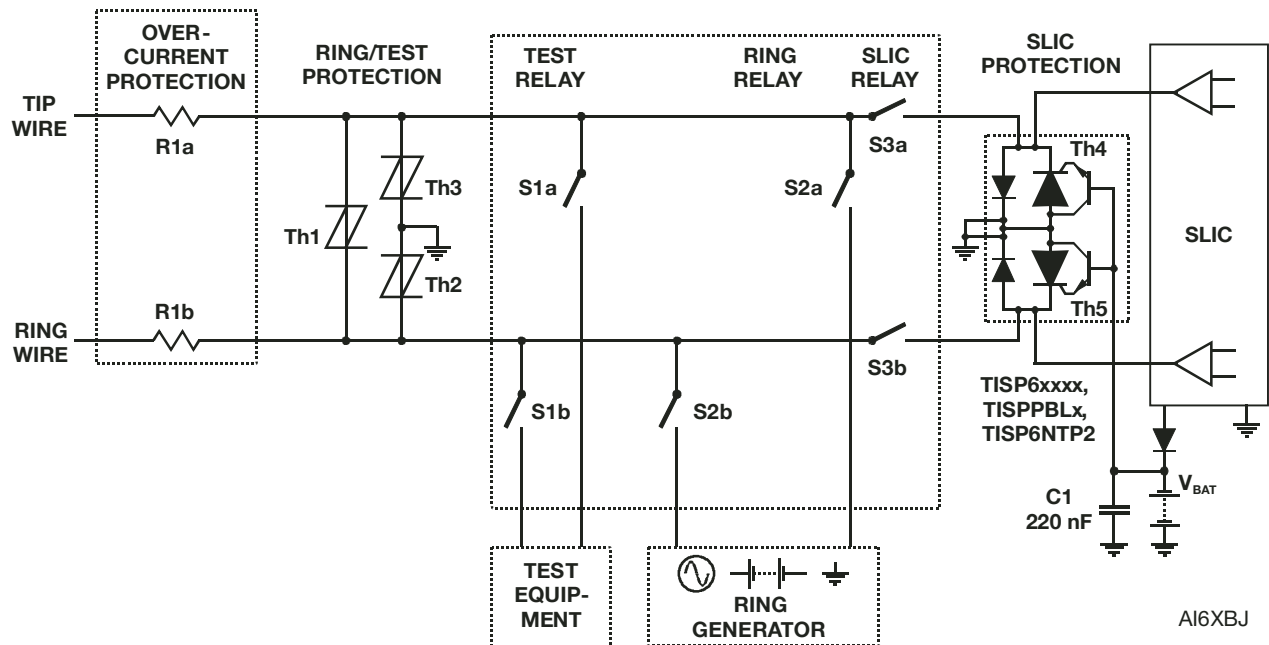 OVER-
CURRENT
PROTECTION
RING/TEST
PROTECTION
TEST
RELAY
RING
RELAY
SLIC
RELAY
SLIC
PROTECTION
TIP
WIRE
R1a
S3a
Th4
Th3
S1a
S2a
Th1
SLIC
Th2
R1b
Th5
RING
WIRE
S3b
TISP6xxxx,
TISPPBLx,
TISP6NTP2
S1b
S2b
C1
220 nF
VBAT
TEST
EQUIP-
MENT
RING
GENERATOR
AI6XBJ